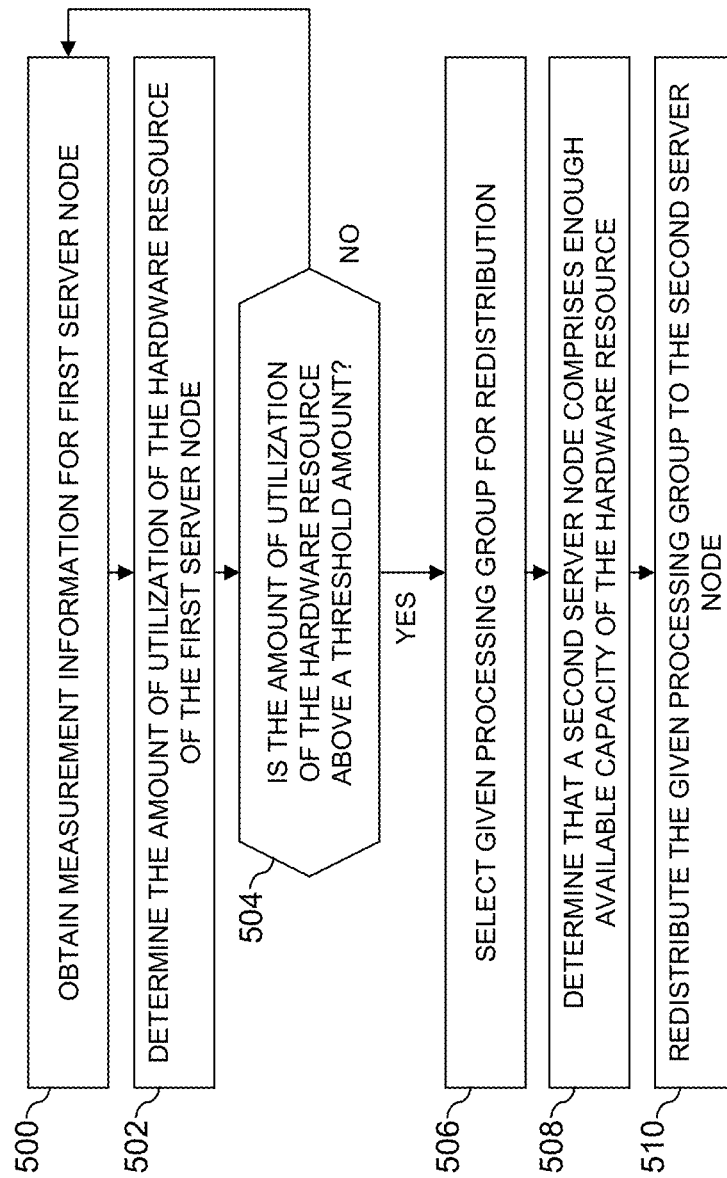 500
OBTAIN MEASUREMENT INFORMATION FOR FIRST SERVER NODE
502
DETERMINE THE AMOUNT OF UTILIZATION OF THE HARDWARE RESOURCE
OF THE FIRST SERVER NODE
504
IS THE AMOUNT OF UTILIZATION
OF THE HARDWARE RESOURCE
ABOVE A THRESHOLD AMOUNT?
NO
YES
506
SELECT GIVEN PROCESSING GROUP FOR REDISTRIBUTION
508
DETERMINE THAT A SECOND SERVER NODE COMPRISES ENOUGH
AVAILABLE CAPACITY OF THE HARDWARE RESOURCE
510
REDISTRIBUTE THE GIVEN PROCESSING GROUP TO THE SECOND SERVER
NODE